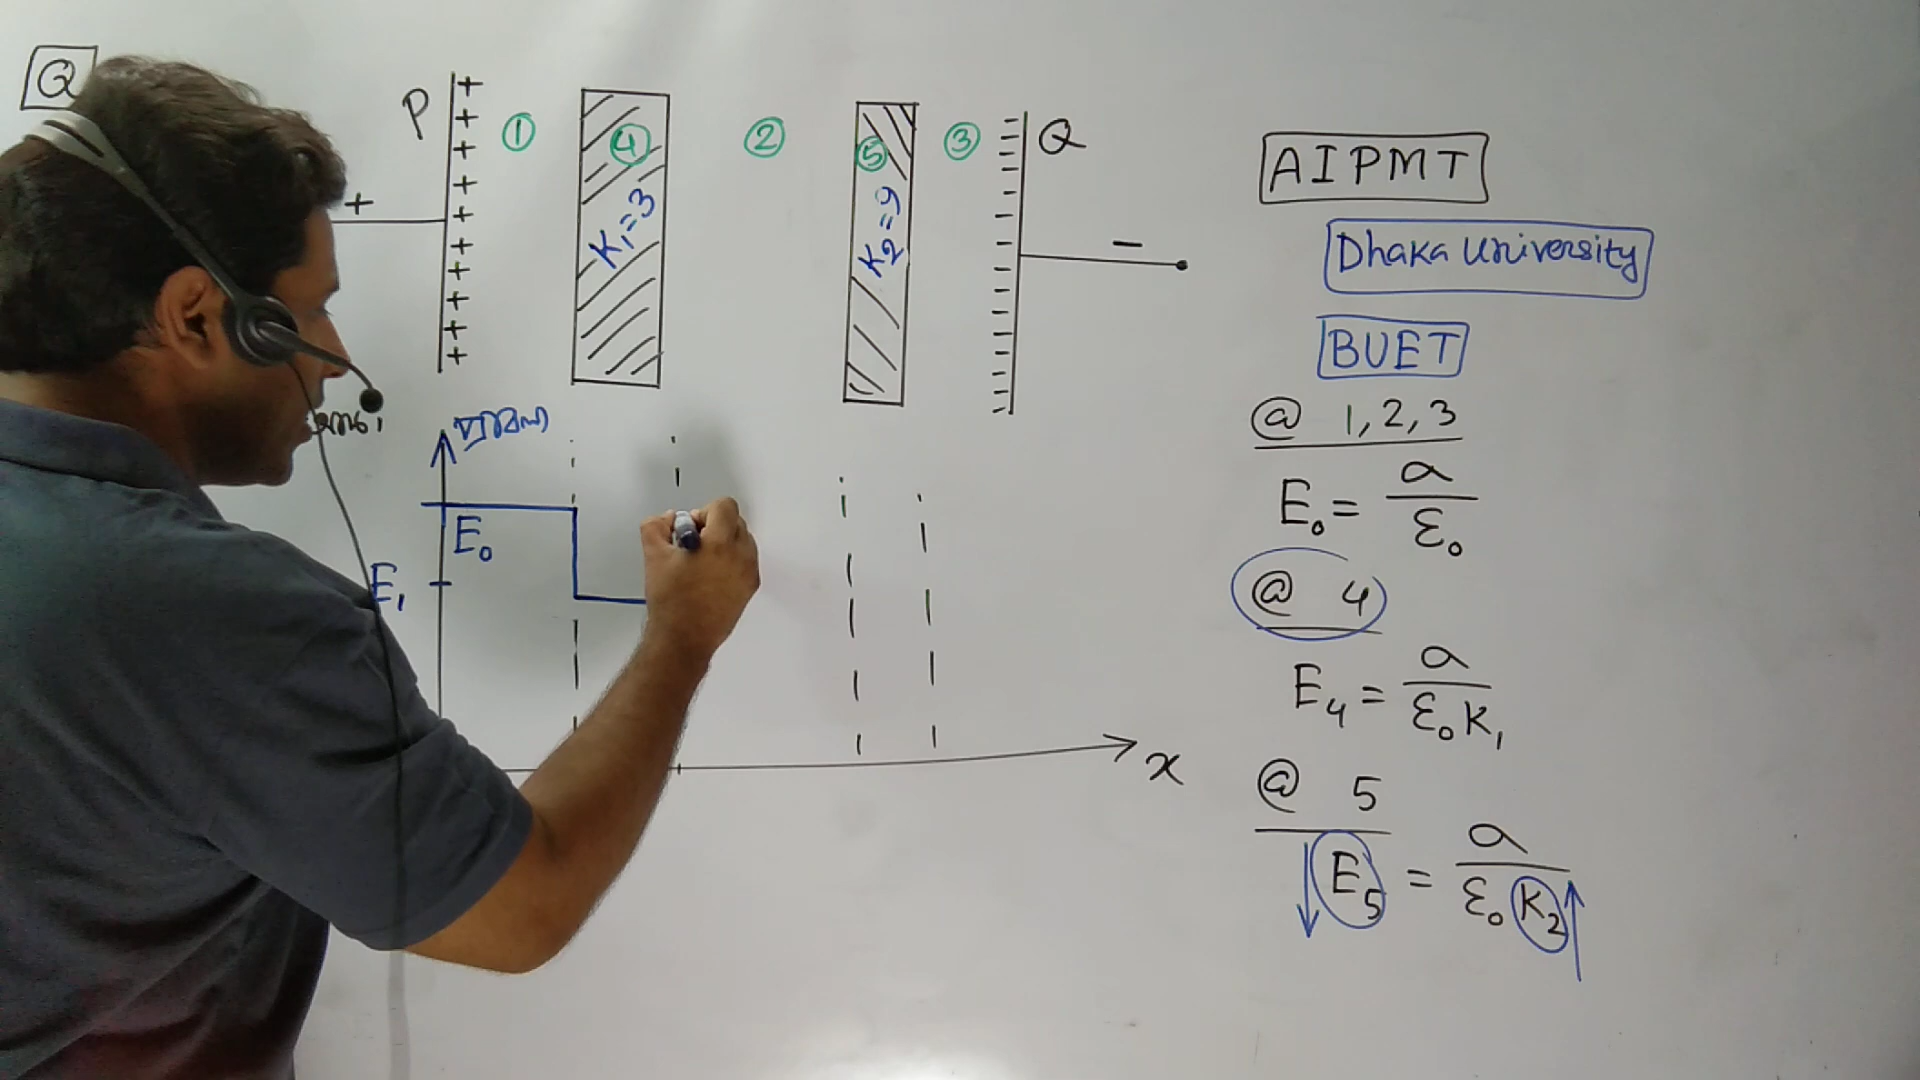 Q
P
+
+
+
+
+
+
+
+
+
+
+
① ④ ② ⑤ ③
K₁=3
K₂=9
Q
−
প্রাবল্য
E₀
E₁
x
AIPMT
Dhaka University
BUET
@ 1, 2, 3
E₀ = σ/ε₀
@ 4
E₄ = σ/ε₀K₁
@ 5
E₅ = σ/ε₀K₂